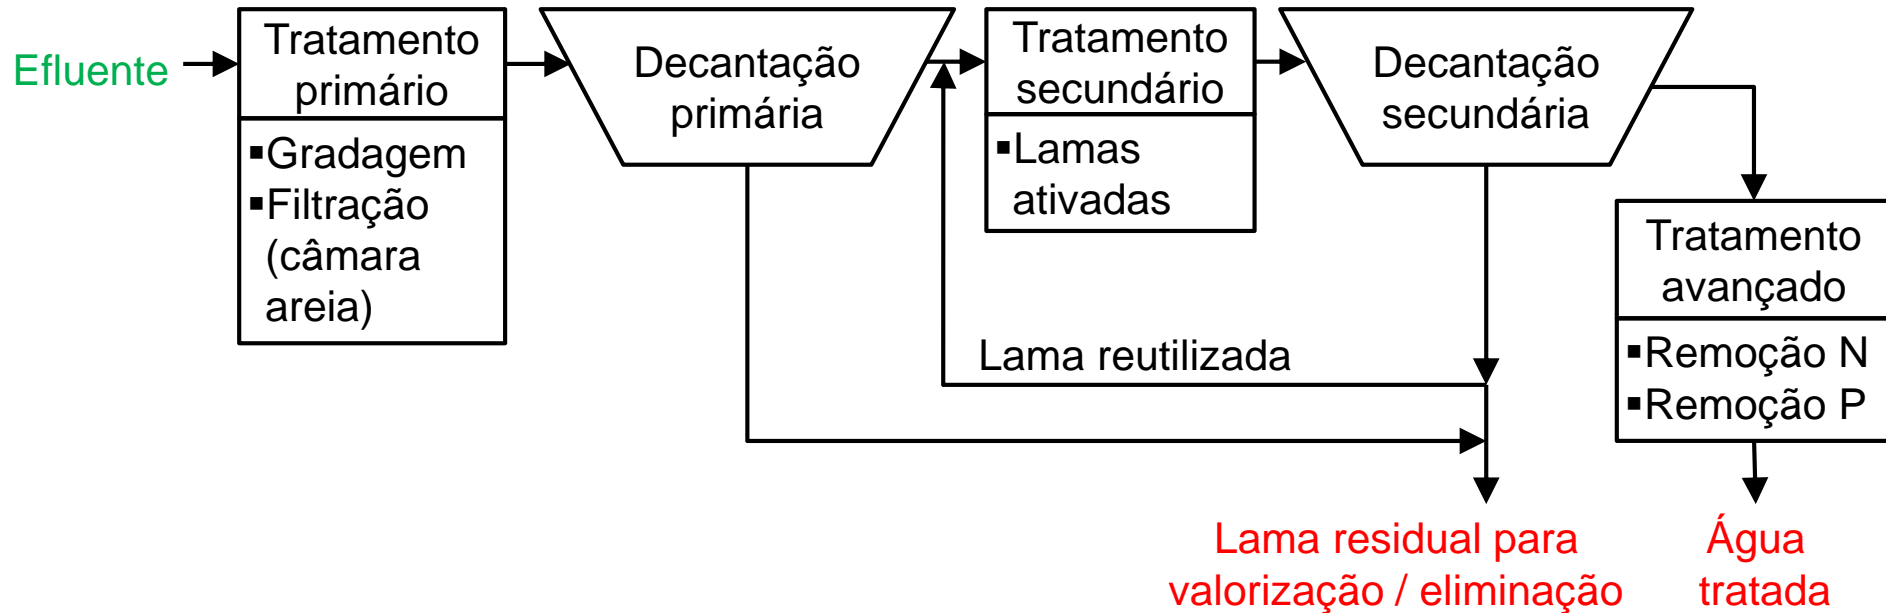 Efluente
Tratamento
primário
▪Gradagem
▪Filtração
(câmara
areia)
Decantação
primária
Tratamento
secundário
▪Lamas
ativadas
Decantação
secundária
Tratamento
avançado
▪Remoção N
▪Remoção P
Lama reutilizada
Lama residual para
valorização / eliminação
Água
tratada